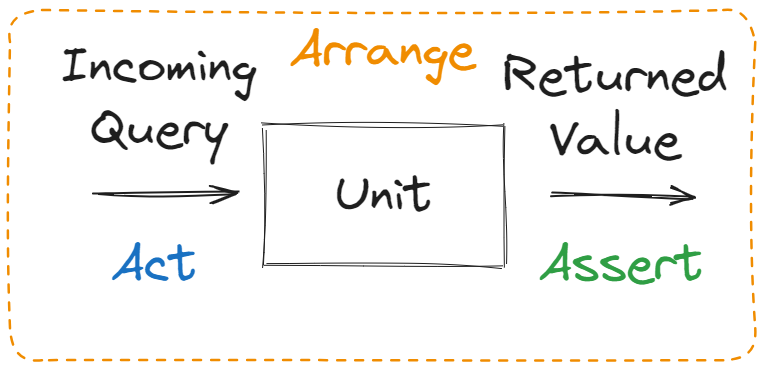 Arrange
Incoming
Query
Unit
Returned
Value
Act
Assert